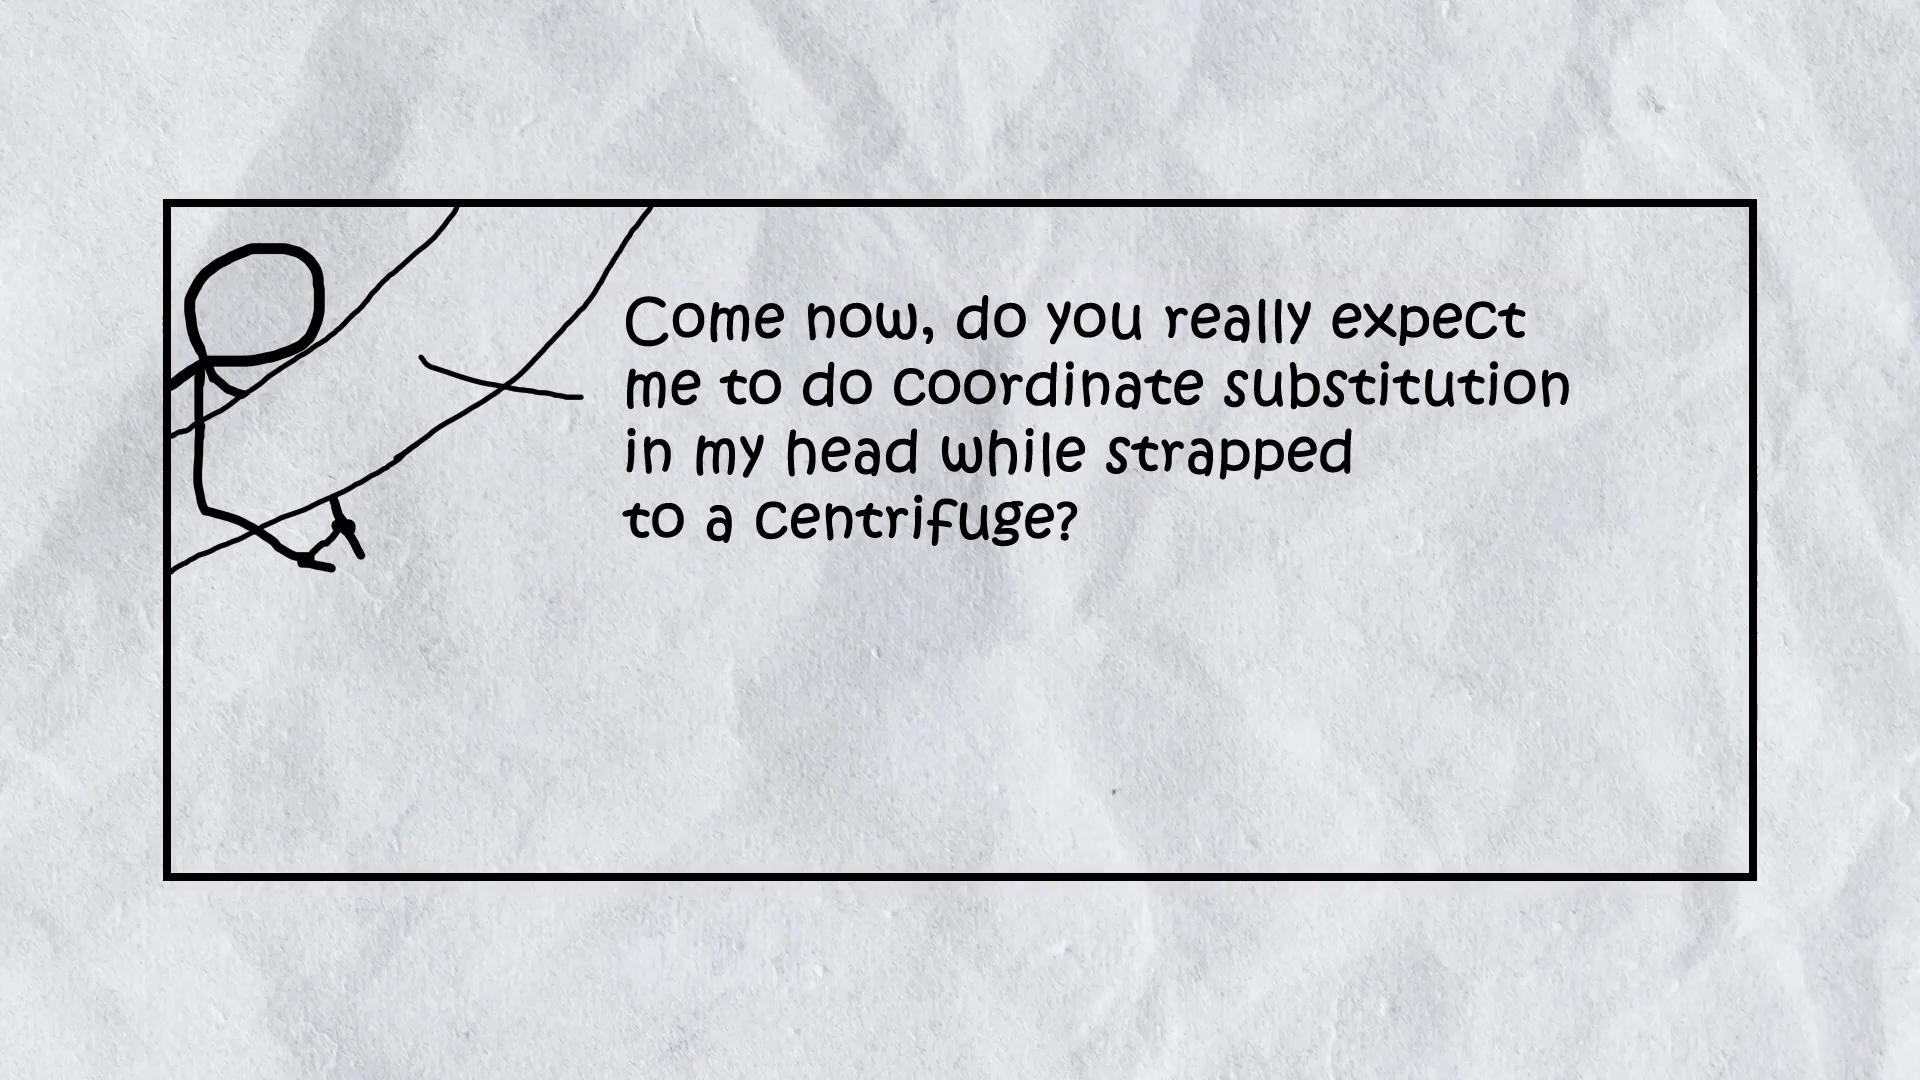 Come now, do you really expect
me to do coordinate substitution
in my head while strapped
to a centrifuge?